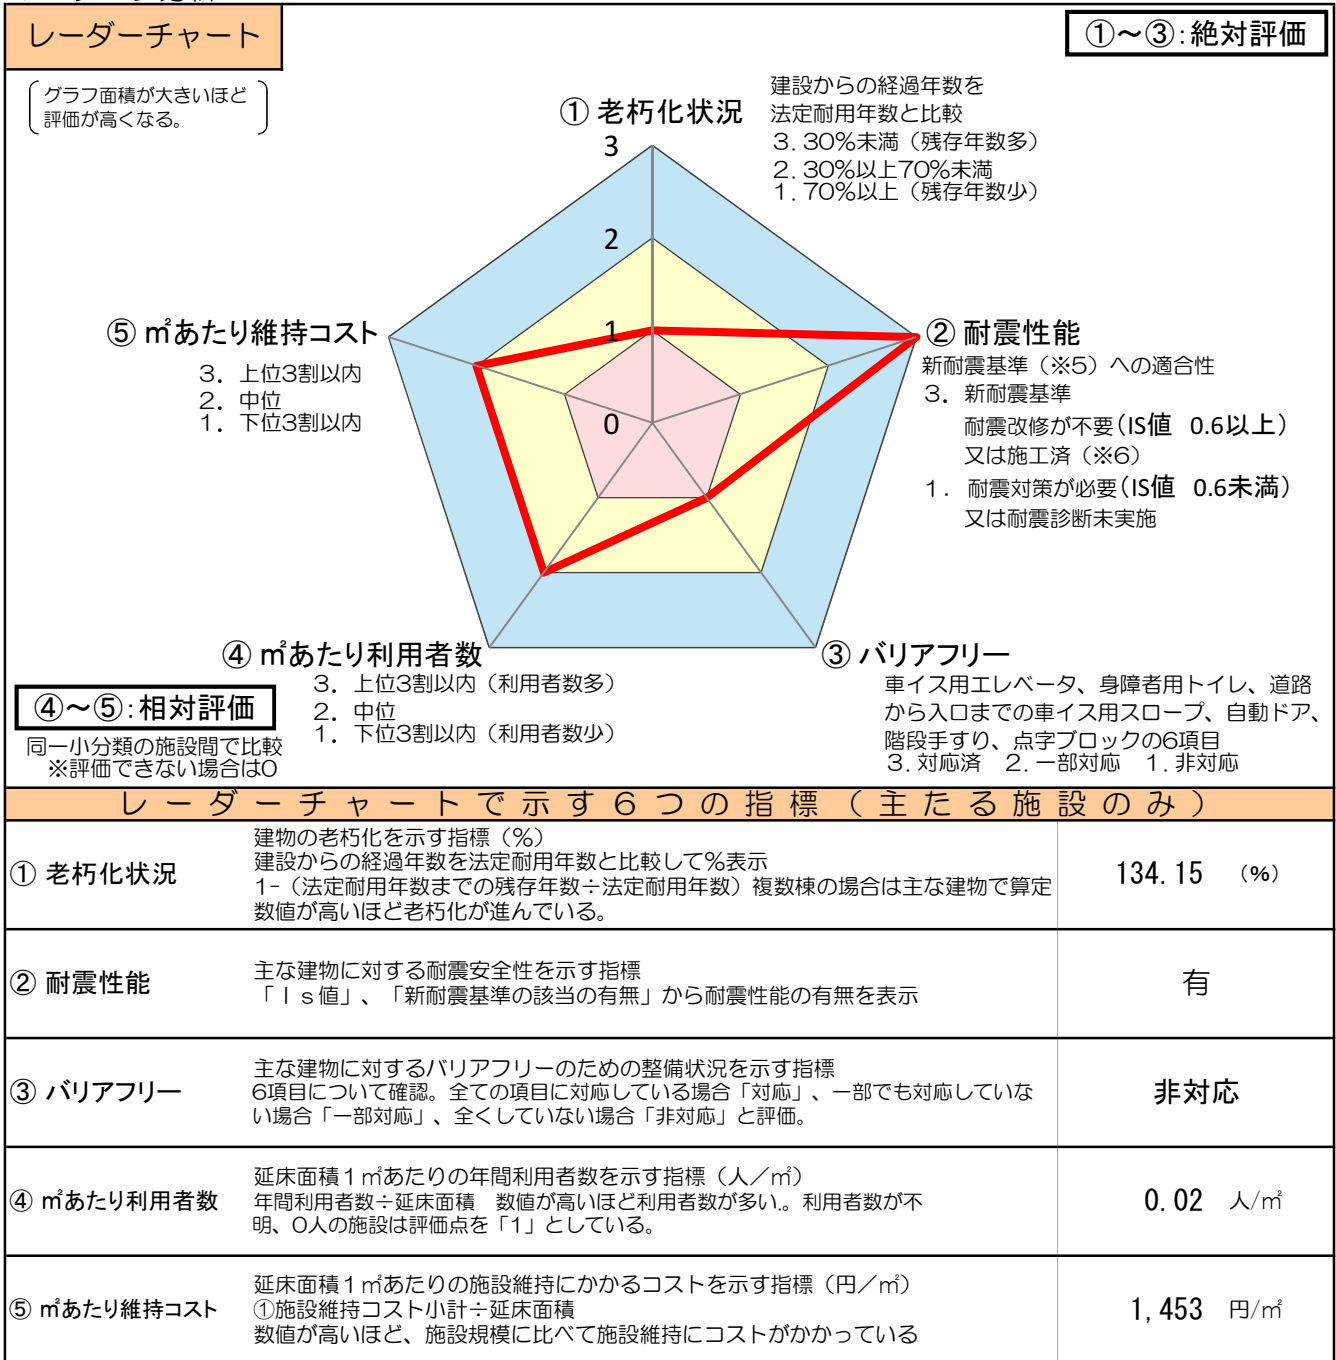 レーダーチャート
①～③:絶対評価
グラフ面積が大きいほど
評価が高くなる。
① 老朽化状況
建設からの経過年数を
法定耐用年数と比較
3.30%未満（残存年数多）
2.30%以上70%未満
1.70%以上（残存年数少）
3
2
1
0
⑤ ㎡あたり維持コスト
3. 上位3割以内
2. 中位
1. 下位3割以内
② 耐震性能
新耐震基準（※5）への適合性
3. 新耐震基準
耐震改修が不要(IS値 0.6以上)
又は施工済（※6）
1. 耐震対策が必要(IS値 0.6未満)
又は耐震診断未実施
④ ㎡あたり利用者数
3. 上位3割以内（利用者数多）
2. 中位
1. 下位3割以内（利用者数少）
③ バリアフリー
車イス用エレベータ、身障者用トイレ、道路
から入口までの車イス用スロープ、自動ドア、
階段手すり、点字ブロックの6項目
3.対応済 2.一部対応 1.非対応
④～⑤:相対評価
同一小分類の施設間で比較
※評価できない場合は0
レーダーチャートで示す6つの指標（主たる施設のみ）
① 老朽化状況
建物の老朽化を示す指標（%）
建設からの経過年数を法定耐用年数と比較して%表示
1-（法定耐用年数までの残存年数÷法定耐用年数）複数棟の場合は主な建物で算定
数値が高いほど老朽化が進んでいる。
134.15 （%）
② 耐震性能
主な建物に対する耐震安全性を示す指標
「Ｉｓ値」、「新耐震基準の該当の有無」から耐震性能の有無を表示
有
③ バリアフリー
主な建物に対するバリアフリーのための整備状況を示す指標
6項目について確認。全ての項目に対応している場合「対応」、一部でも対応していな
い場合「一部対応」、全くしていない場合「非対応」と評価。
非対応
④ ㎡あたり利用者数
延床面積１㎡あたりの年間利用者数を示す指標（人／㎡）
年間利用者数÷延床面積 数値が高いほど利用者数が多い。利用者数が不
明、0人の施設は評価点を「1」としている。
0.02 人/㎡
⑤ ㎡あたり維持コスト
延床面積１㎡あたりの施設維持にかかるコストを示す指標（円／㎡）
①施設維持コスト小計÷延床面積
数値が高いほど、施設規模に比べて施設維持にコストがかかっている
1,453 円/㎡